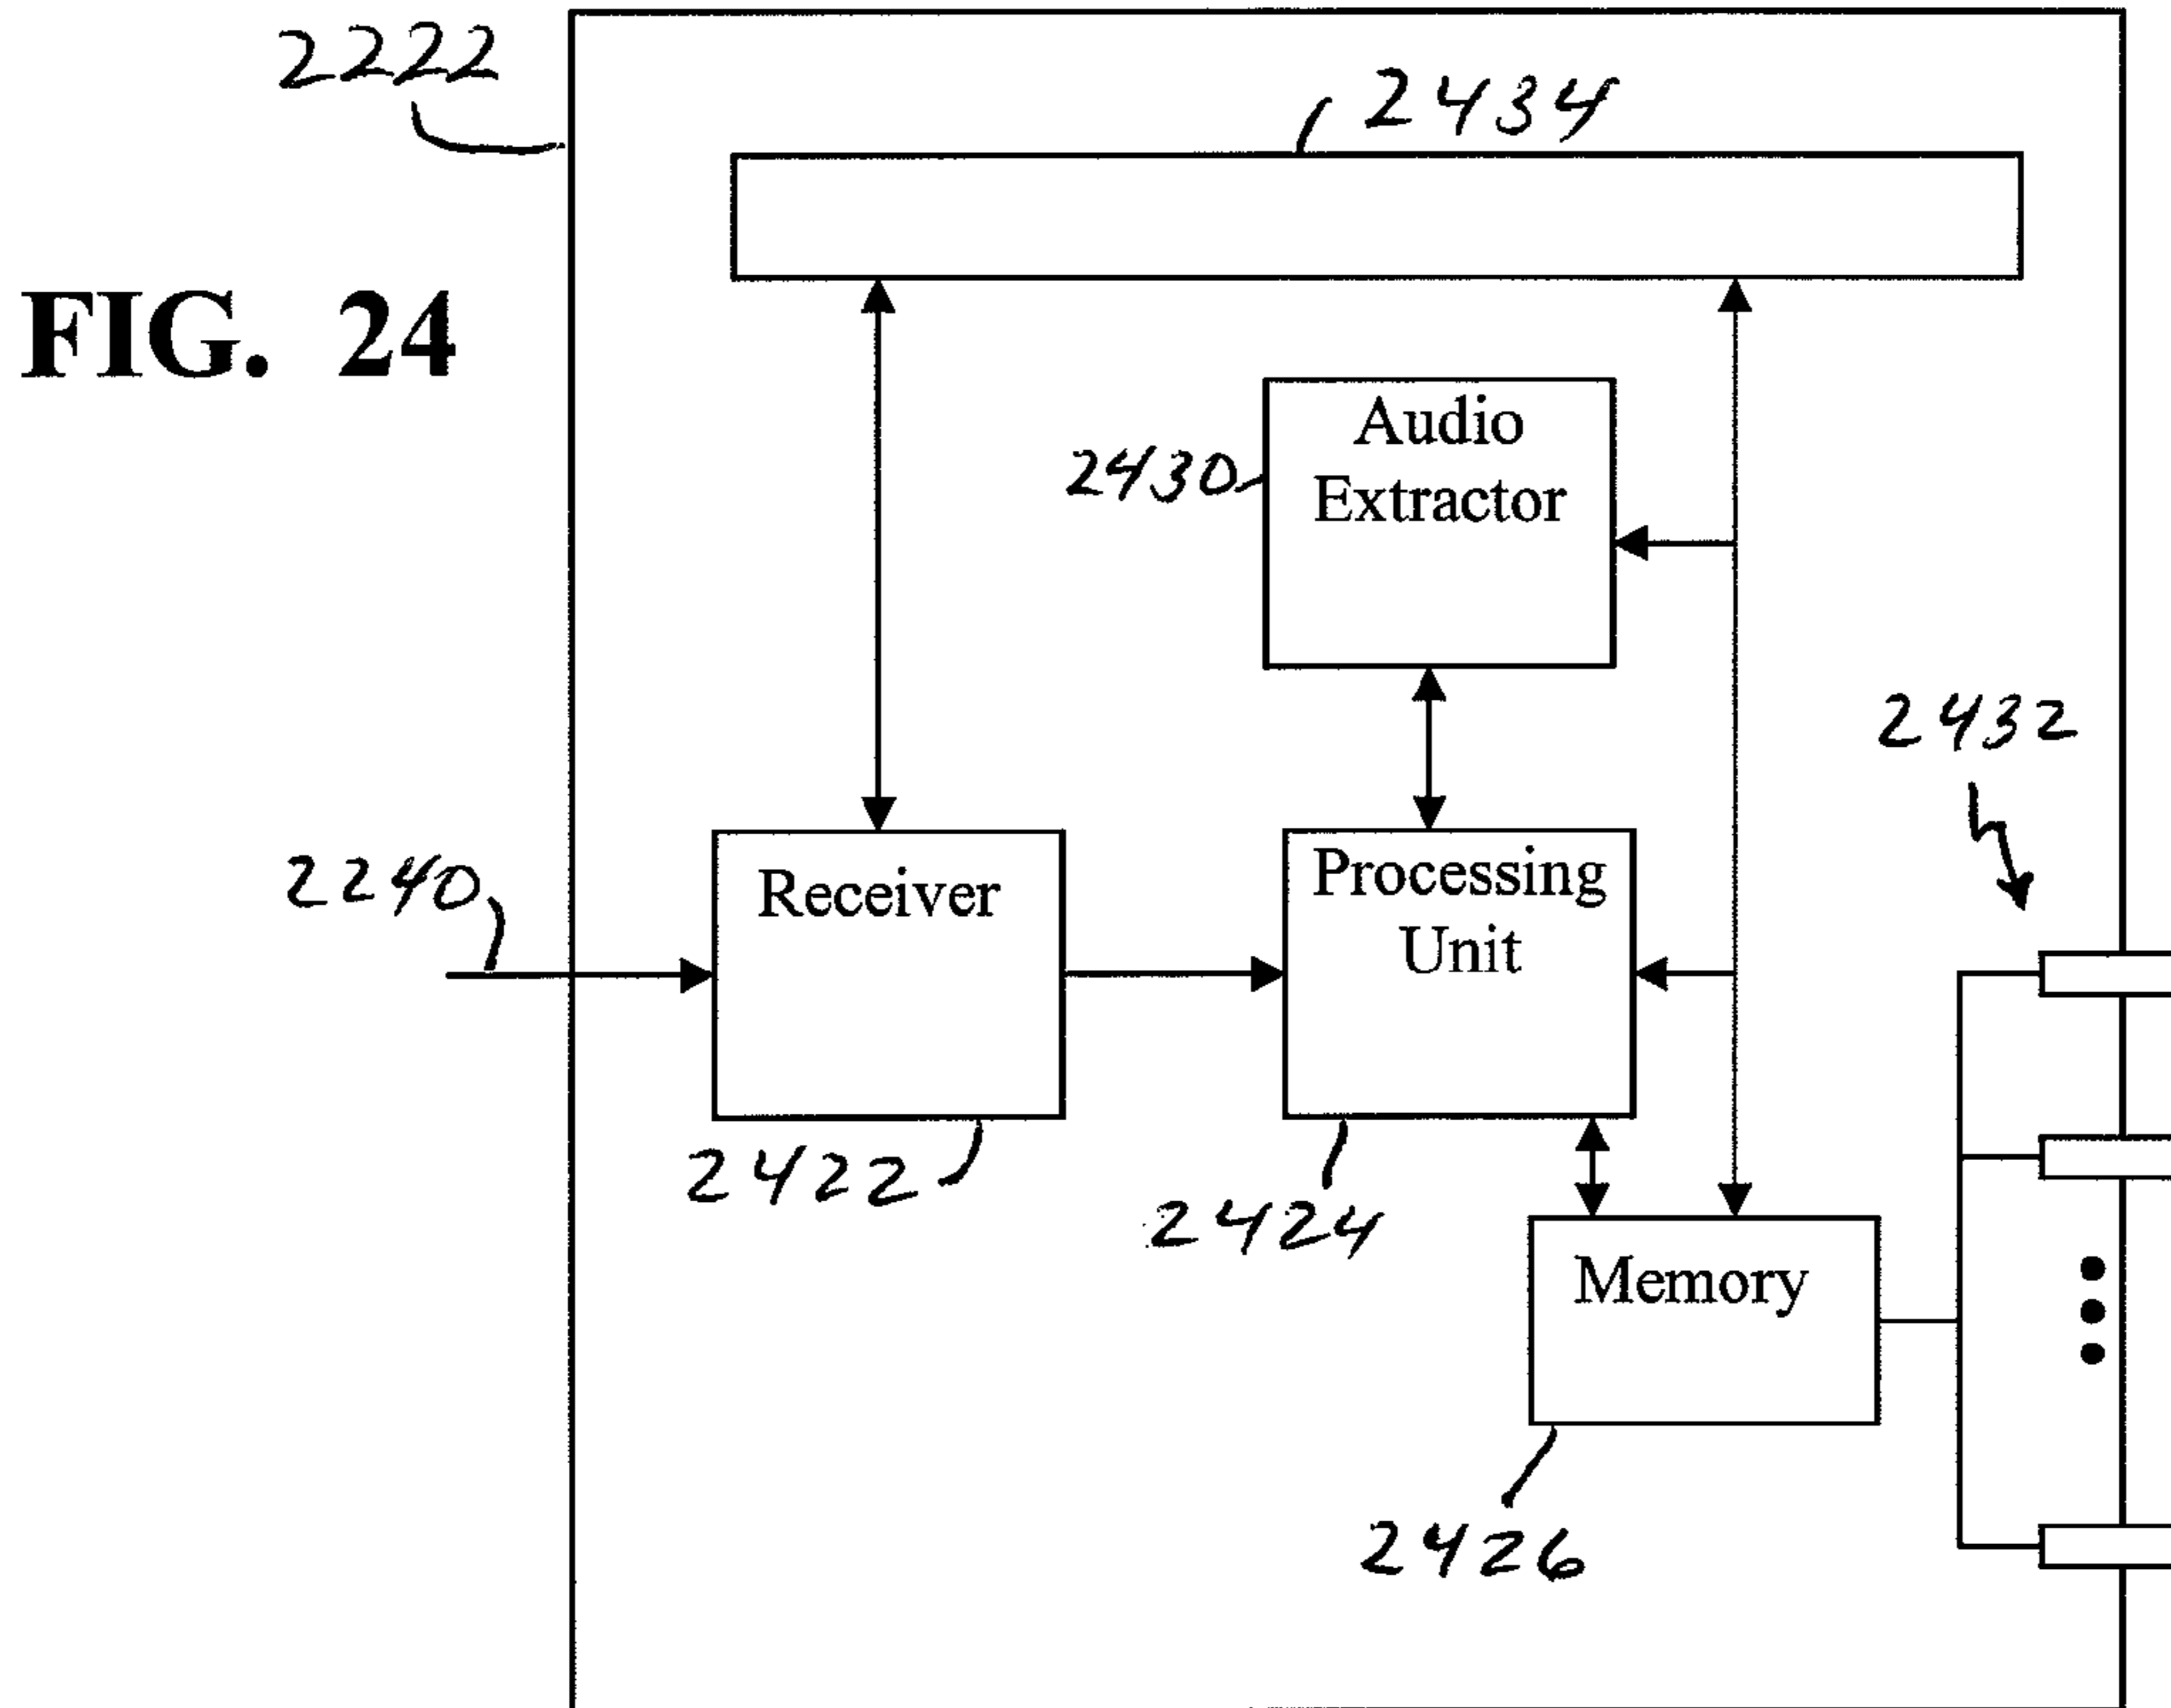 2222
2434
FIG. 24
Audio
Extractor
2430
2432
2240
Receiver
Processing
Unit
2422
2424
Memory
2426